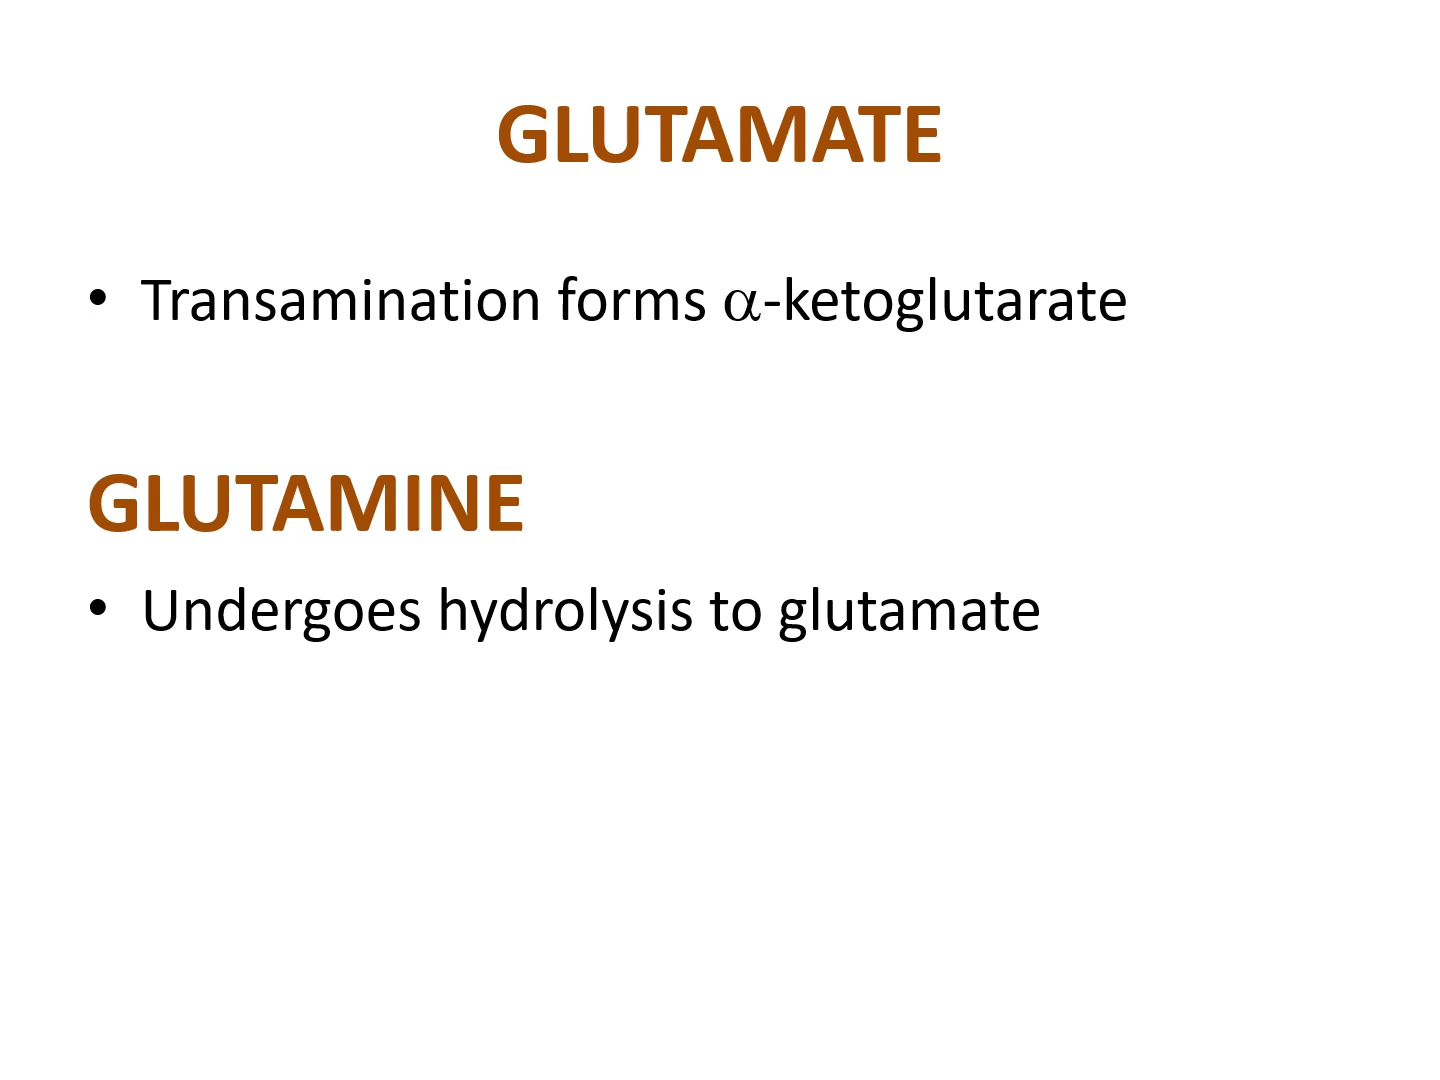 GLUTAMATE
• Transamination forms α-ketoglutarate
GLUTAMINE
• Undergoes hydrolysis to glutamate